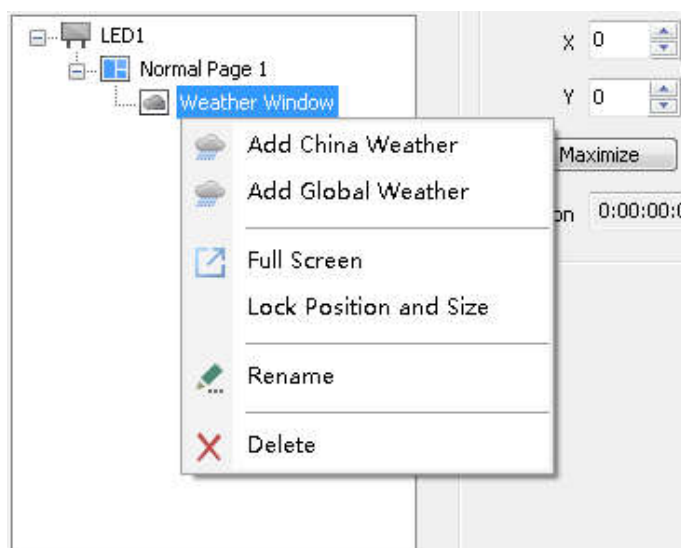 LED1
Normal Page 1
Weather Window
X 0
Y 0
Maximize
0:00:00:0
Add China Weather
Add Global Weather
Full Screen
Lock Position and Size
Rename
Delete